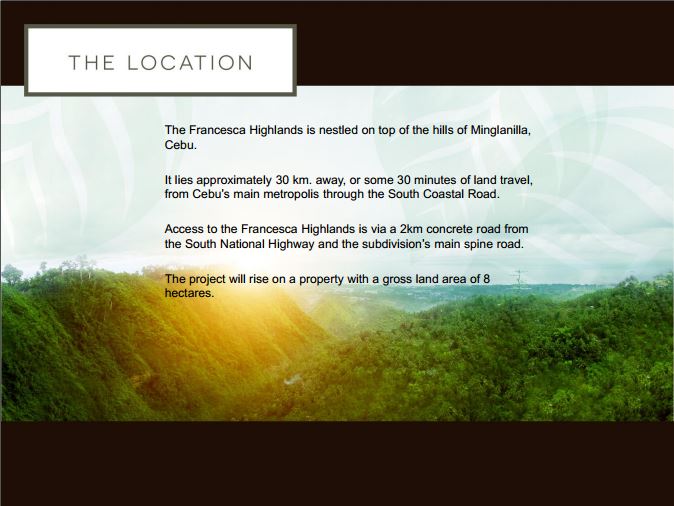 THE LOCATION
The Francesca Highlands is nestled on top of the hills of Minglanilla,
Cebu.
It lies approximately 30 km. away, or some 30 minutes of land travel,
from Cebu's main metropolis through the South Coastal Road.
Access to the Francesca Highlands is via a 2km concrete road from
the South National Highway and the subdivision's main spine road.
The project will rise on a property with a gross land area of 8
hectares.